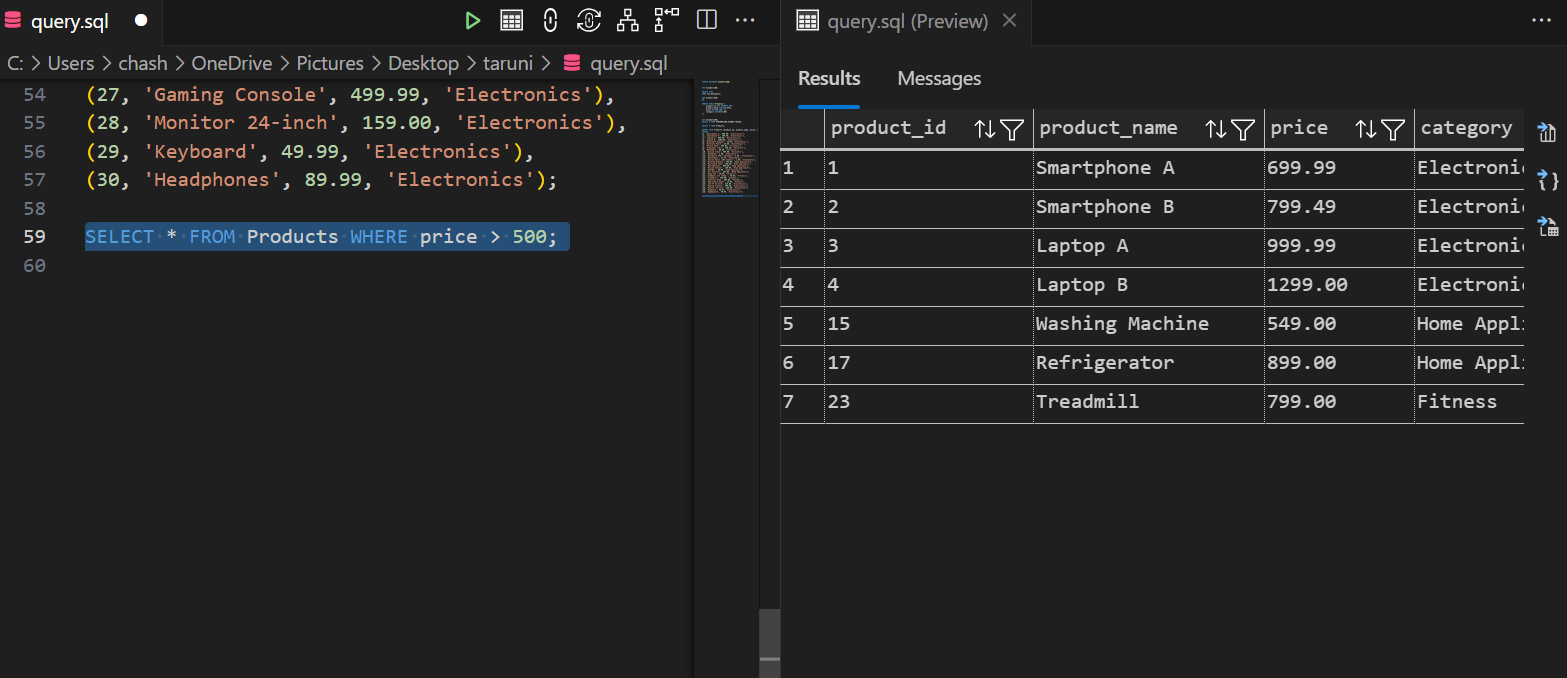 query.sql
query.sql (Preview)
C: > Users > chash > OneDrive > Pictures > Desktop > taruni > query.sql
54 (27, 'Gaming Console', 499.99, 'Electronics'),
55 (28, 'Monitor 24-inch', 159.00, 'Electronics'),
56 (29, 'Keyboard', 49.99, 'Electronics'),
57 (30, 'Headphones', 89.99, 'Electronics');
58
59 SELECT * FROM Products WHERE price > 500;
60
Results Messages
product_id product_name price category
1 1 Smartphone A 699.99 Electronic
2 2 Smartphone B 799.49 Electronic
3 3 Laptop A 999.99 Electronic
4 4 Laptop B 1299.00 Electronic
5 15 Washing Machine 549.00 Home Appli
6 17 Refrigerator 899.00 Home Appli
7 23 Treadmill 799.00 Fitness